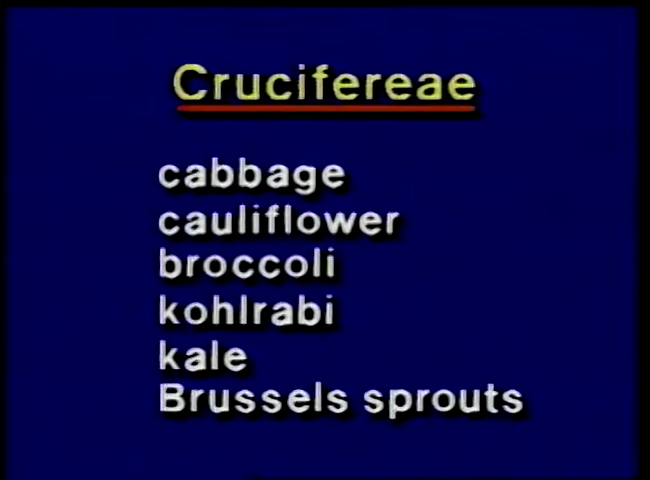 Crucifereae
cabbage
cauliflower
broccoli
kohlrabi
kale
Brussels sprouts